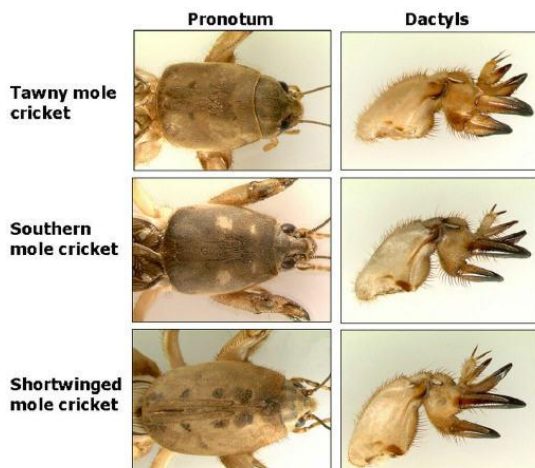 Pronotum Dactyls
Tawny mole
cricket
Southern
mole cricket
Shortwinged
mole cricket